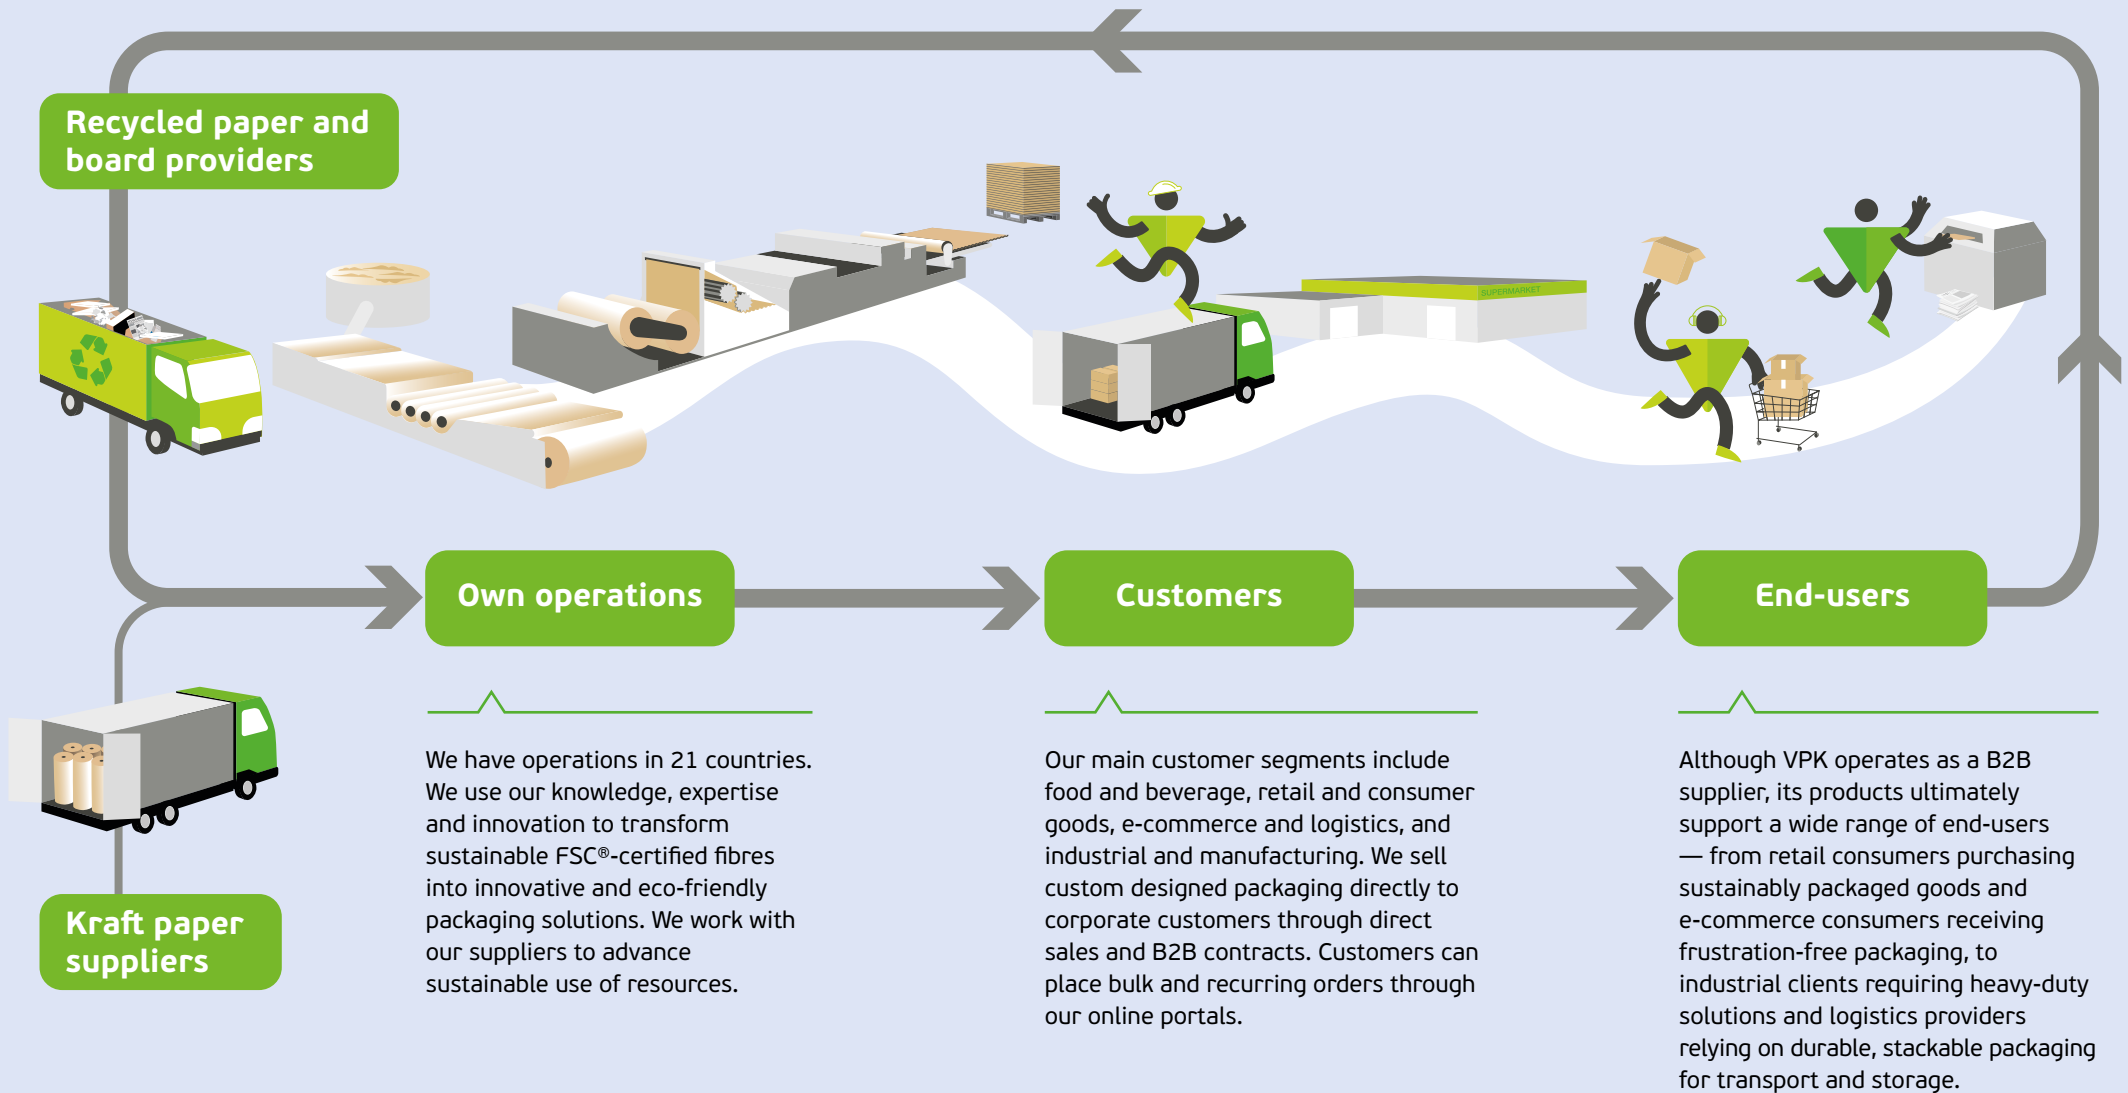 Recycled paper and
board providers
SUPERMARKET
Own operations
Customers
End-users
Kraft paper
suppliers
We have operations in 21 countries.
We use our knowledge, expertise
and innovation to transform
sustainable FSC®-certified fibres
into innovative and eco-friendly
packaging solutions. We work with
our suppliers to advance
sustainable use of resources.
Our main customer segments include
food and beverage, retail and consumer
goods, e-commerce and logistics, and
industrial and manufacturing. We sell
custom designed packaging directly to
corporate customers through direct
sales and B2B contracts. Customers can
place bulk and recurring orders through
our online portals.
Although VPK operates as a B2B
supplier, its products ultimately
support a wide range of end-users
— from retail consumers purchasing
sustainably packaged goods and
e-commerce consumers receiving
frustration-free packaging, to
industrial clients requiring heavy-duty
solutions and logistics providers
relying on durable, stackable packaging
for transport and storage.